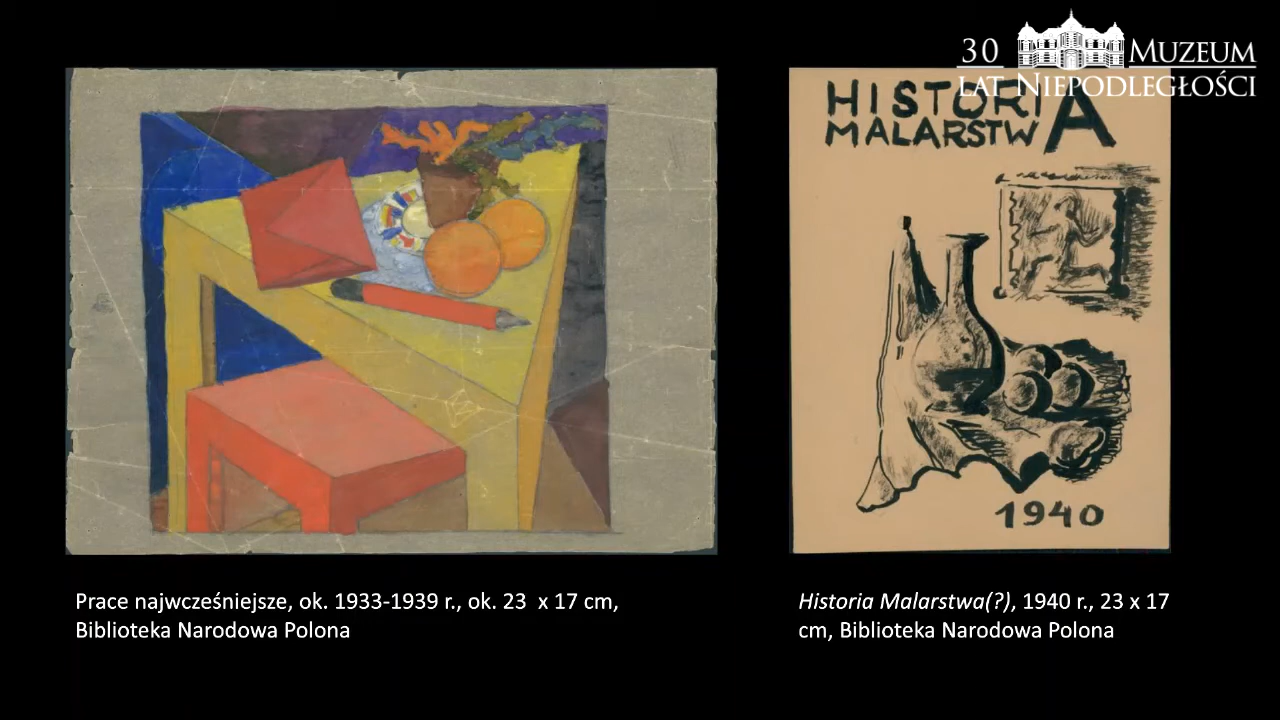 30 MUZEUM
LAT NIEPODLEGŁOŚCI
HISTORIA
MALARSTWA
1940
Prace najwcześniejsze, ok. 1933-1939 r., ok. 23 x 17 cm,
Biblioteka Narodowa Polona
Historia Malarstwa(?), 1940 r., 23 x 17
cm, Biblioteka Narodowa Polona